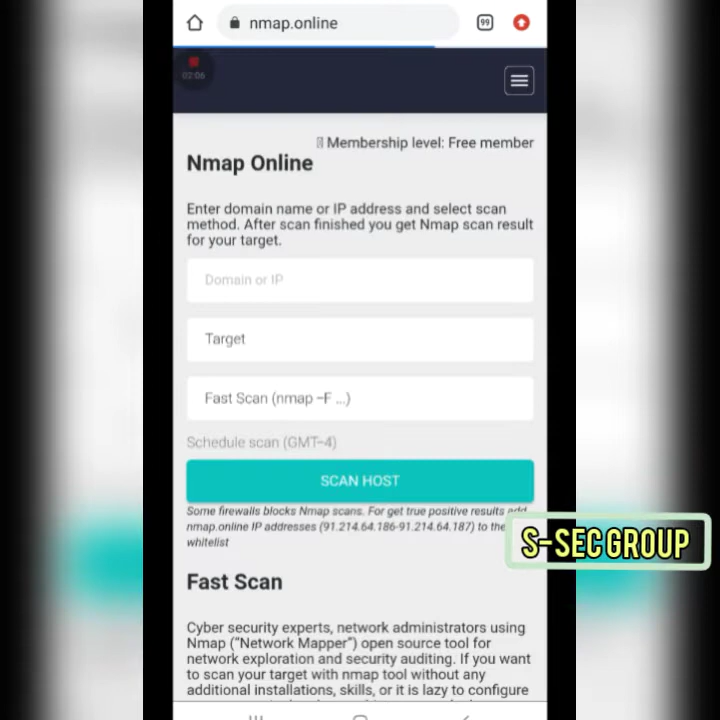 nmap.online
99
02:06
Membership level: Free member
Nmap Online
Enter domain name or IP address and select scan
method. After scan finished you get Nmap scan result
for your target.
Domain or IP
Target
Fast Scan (nmap -F ...)
Schedule scan (GMT-4)
SCAN HOST
Some firewalls blocks Nmap scans. For get true positive results add
nmap.online IP addresses (91.214.64.186-91.214.64.187) to the
whitelist
S-SEC GROUP
Fast Scan
Cyber security experts, network administrators using
Nmap ("Network Mapper") open source tool for
network exploration and security auditing. If you want
to scan your target with nmap tool without any
additional installations, skills, or it is lazy to configure